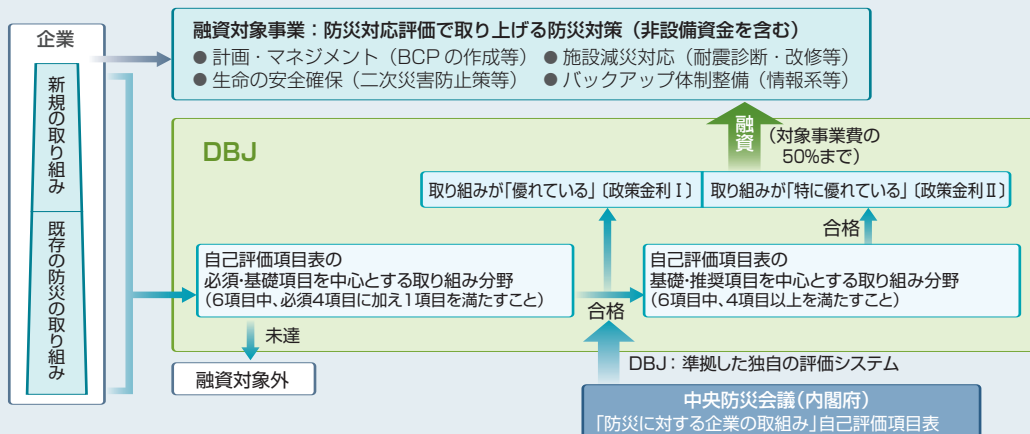 企業
新規の取り組み
既存の防災の取り組み
融資対象事業：防災対応評価で取り上げる防災対策（非設備資金を含む）
● 計画・マネジメント（BCPの作成等） ● 施設減災対応（耐震診断・改修等）
● 生命の安全確保（二次災害防止策等） ● バックアップ体制整備（情報系等）
融資
（対象事業費の
50％まで）
DBJ
取り組みが「優れている」〔政策金利Ⅰ〕
取り組みが「特に優れている」〔政策金利Ⅱ〕
合格
自己評価項目表の
必須・基礎項目を中心とする取り組み分野
（6項目中、必須4項目に加え1項目を満たすこと）
合格
自己評価項目表の
基礎・推奨項目を中心とする取り組み分野
（6項目中、4項目以上を満たすこと）
未達
融資対象外
DBJ：準拠した独自の評価システム
中央防災会議（内閣府）
「防災に対する企業の取組み」自己評価項目表